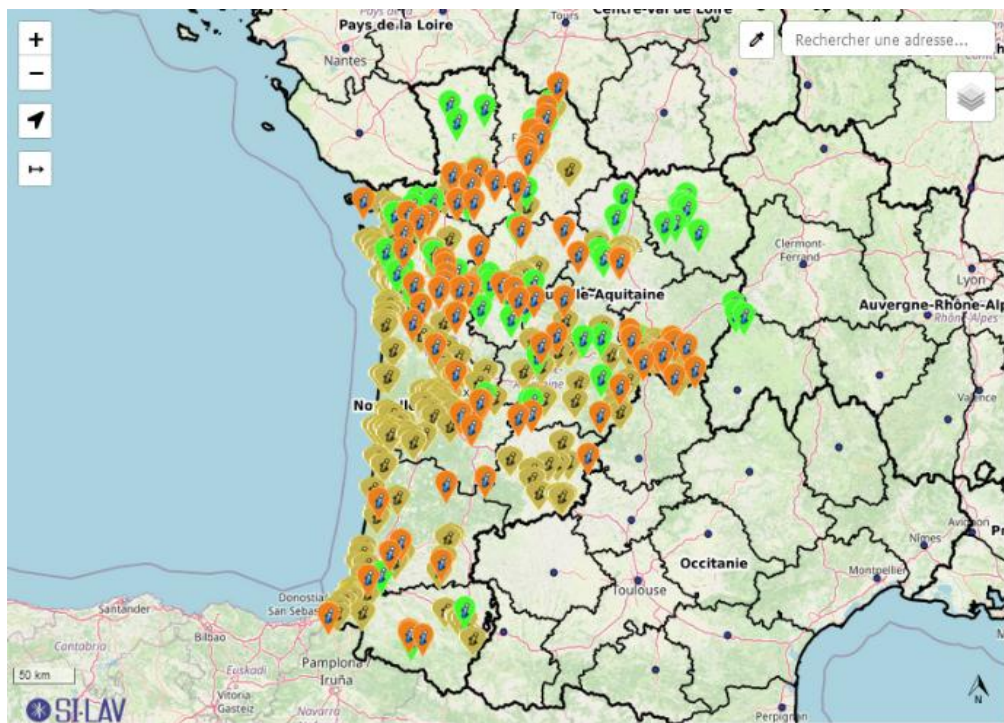 Pays de la Loire
Tours
Centre-Val de Loire
Rechercher une adresse...
Nantes
Clermont-
Ferrand
Lyon
lle-Aquitaine
Auvergne-Rhône-Al
Rhône-Alpes
Valence
Nîmes
Avignon
Occitanie
Montpellier
Toulouse
Donostia
San Sebas
Santander
Bilbao
Cantabria
Euskadi
Pamplona /
Iruña
Vitoria
Gasteiz
Navarra
Perpignan
50 km
N
SI-LAV